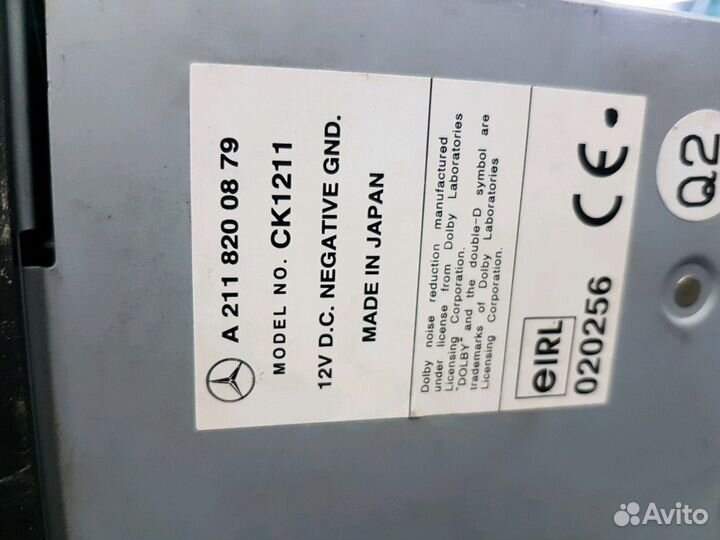 A 211 820 08 79
MODEL NO. CK1211
12V D.C. NEGATIVE GND.
MADE IN JAPAN
Dolby noise reduction manufactured
under license from Dolby Laboratories
Licensing Corporation.
"DOLBY" and the double-D symbol are
trademarks of Dolby Laboratories
Licensing Corporation.
eIRL
020256
CE
Q2
Avito